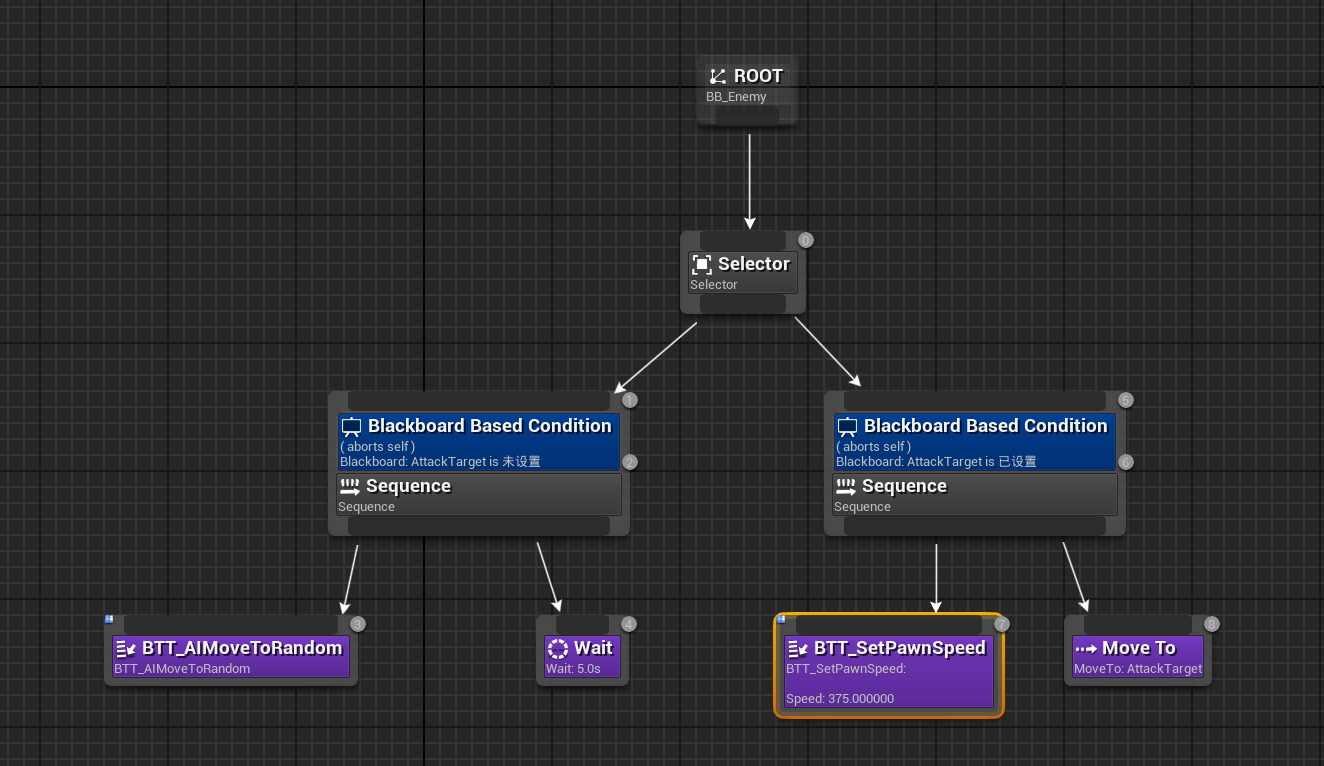 ROOT
BB_Enemy
0
Selector
Selector
1
Blackboard Based Condition
( aborts self )
Blackboard: AttackTarget is 未设置
2
Sequence
Sequence
5
Blackboard Based Condition
( aborts self )
Blackboard: AttackTarget is 已设置
6
Sequence
Sequence
3
BTT_AIMoveToRandom
BTT_AIMoveToRandom
4
Wait
Wait: 5.0s
7
BTT_SetPawnSpeed
BTT_SetPawnSpeed:
Speed: 375.000000
8
Move To
MoveTo: AttackTarget